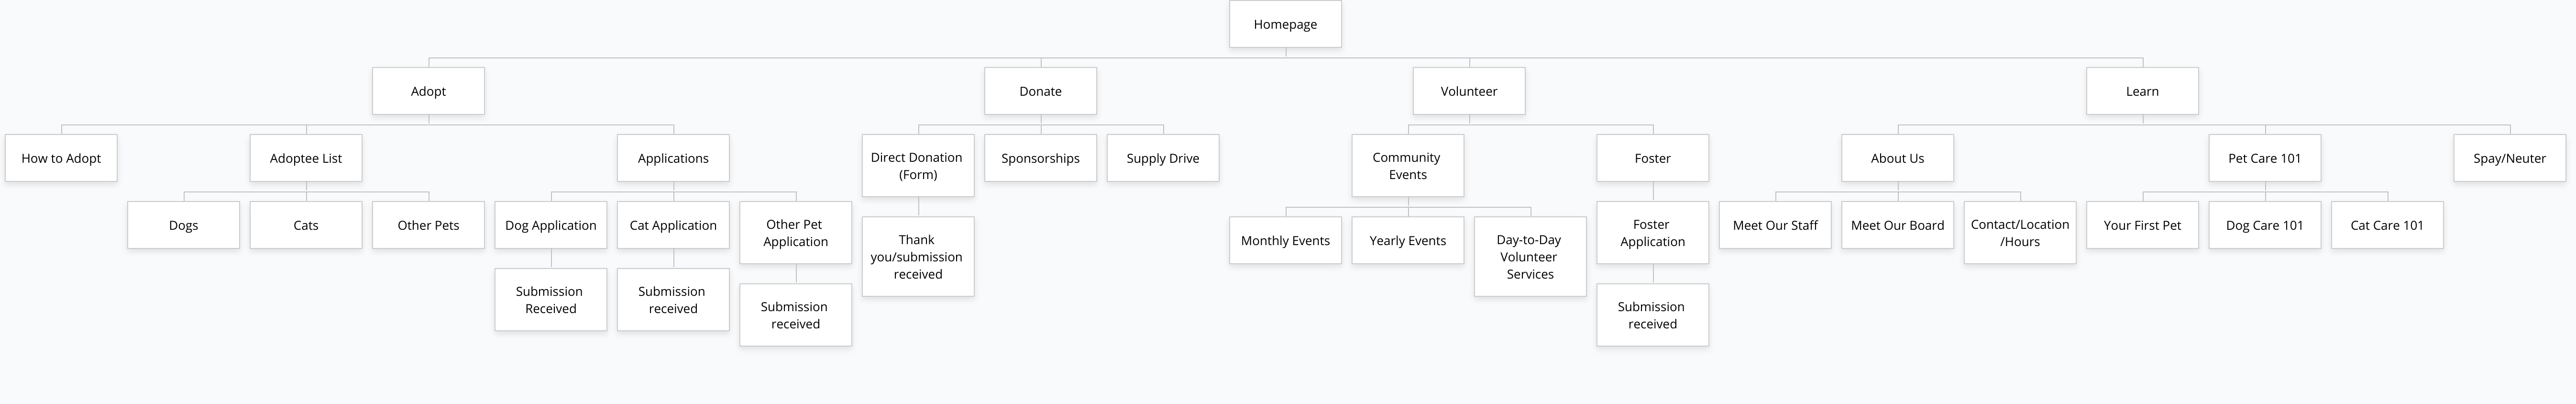 Homepage
Adopt
Donate
Volunteer
Learn
How to Adopt
Adoptee List
Applications
Direct Donation
(Form)
Sponsorships
Supply Drive
Community
Events
Foster
About Us
Pet Care 101
Spay/Neuter
Dogs
Cats
Other Pets
Dog Application
Cat Application
Other Pet
Application
Thank
you/submission
received
Monthly Events
Yearly Events
Day-to-Day
Volunteer
Services
Foster
Application
Meet Our Staff
Meet Our Board
Contact/Location
/Hours
Your First Pet
Dog Care 101
Cat Care 101
Submission
Received
Submission
received
Submission
received
Submission
received